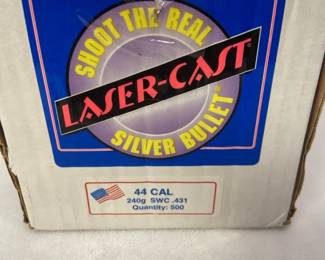 SHOOT THE REAL
LASER-CAST
SILVER BULLET
44 CAL
240g SWC .431
Quantity: 500